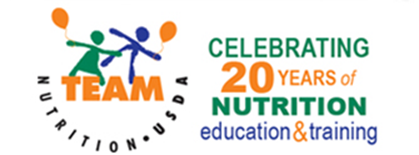 TEAM
NUTRITION • USDA
CELEBRATING
20 YEARS of
NUTRITION
education & training